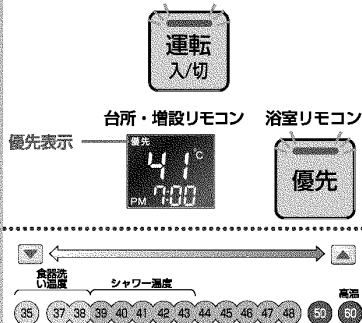 運転
入/切
台所・増設リモコン 浴室リモコン
優先表示
優先
41℃
PM 7:00
優先
食器洗
い温度
シャワー温度
高温
35 37 38 39 40 41 42 43 44 45 46 47 48 50 60